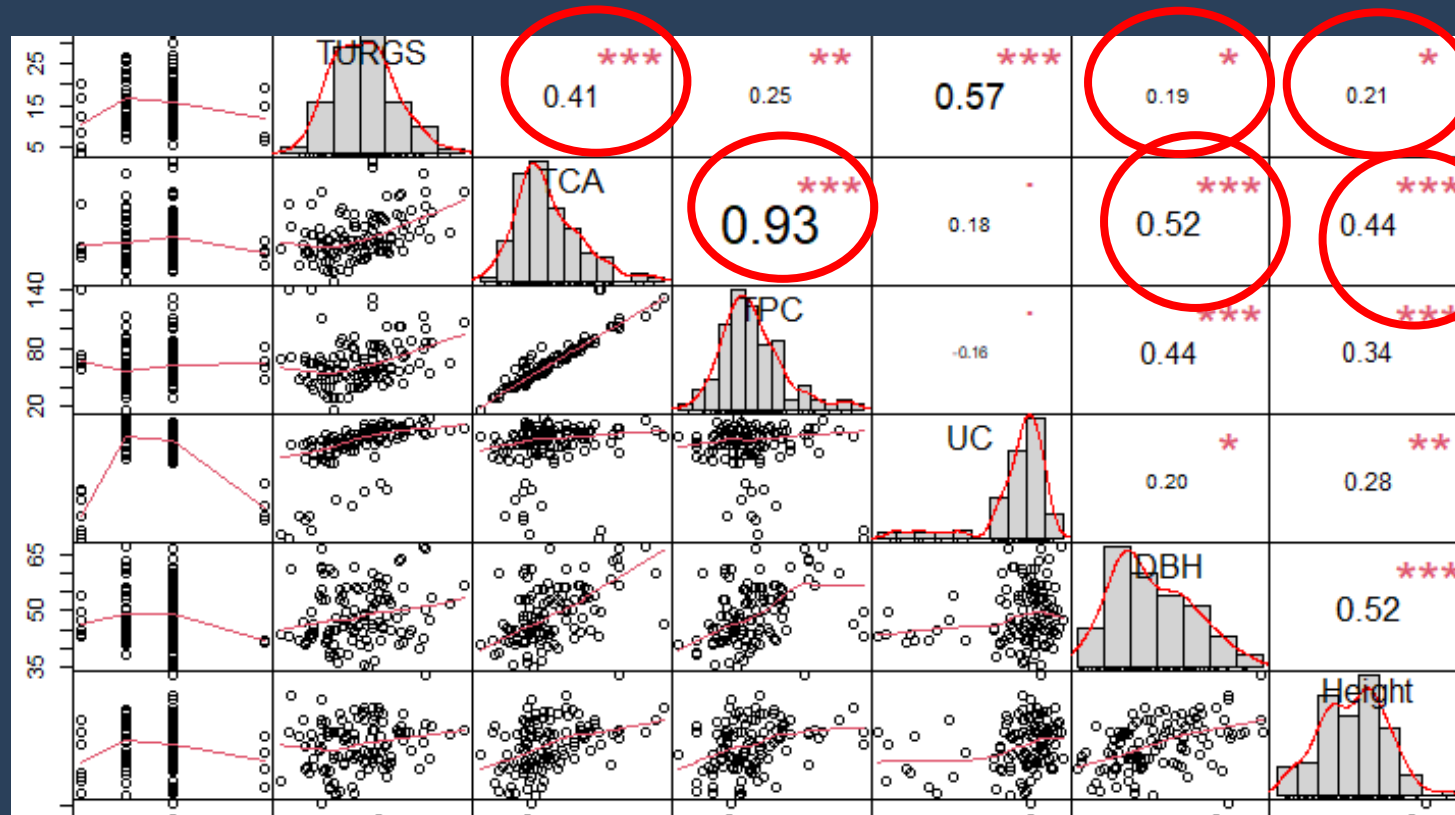 TURGS *** ** *** * *
25 0.41 0.25 0.57 0.19 0.21
15
5
TCA *** . *** ***
0.93 0.18 0.52 0.44
140 TPC . *** ***
80 -0.16 0.44 0.34
20
UC * **
0.20 0.28
65 DBH ***
50 0.52
35
Height